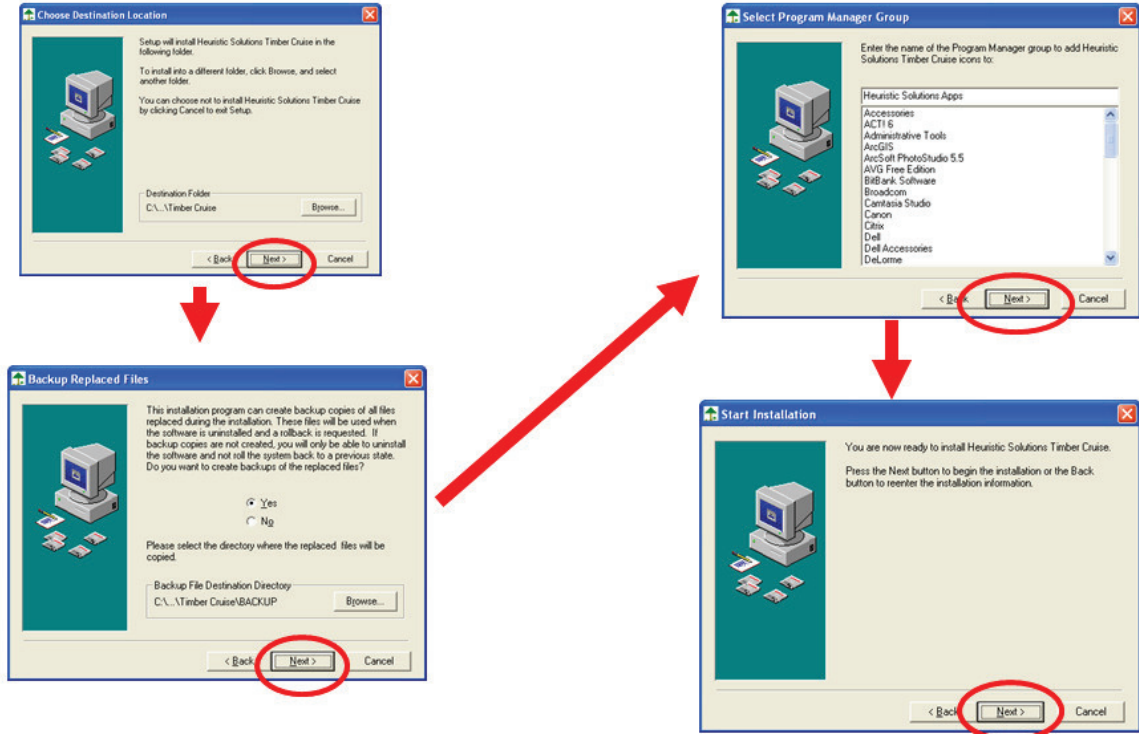 Choose Destination Location
Setup will install Heuristic Solutions Timber Cruise in the
following folder.
To install into a different folder, click Browse, and select
another folder.
You can choose not to install Heuristic Solutions Timber Cruise
by clicking Cancel to exit Setup.
Destination Folder
C:\...\Timber Cruise
Browse...
< Back
Next >
Cancel
Backup Replaced Files
This installation program can create backup copies of all files
replaced during the installation. These files will be used when
the software is uninstalled and a rollback is requested. If
backup copies are not created, you will only be able to uninstall
the software and not roll the system back to a previous state.
Do you want to create backups of the replaced files?
Yes
No
Please select the directory where the replaced files will be
copied.
Backup File Destination Directory
C:\...\Timber Cruise\BACKUP
Browse...
< Back
Next >
Cancel
Select Program Manager Group
Enter the name of the Program Manager group to add Heuristic
Solutions Timber Cruise icons to:
Heuristic Solutions Apps
Accessories
ACT! 6
Administrative Tools
ArcGIS
ArcSoft PhotoStudio 5.5
AVG Free Edition
BitBank Software
Broadcom
Camtasia Studio
Canon
Citrix
Dell
Dell Accessories
DeLorme
< Back
Next >
Cancel
Start Installation
You are now ready to install Heuristic Solutions Timber Cruise.
Press the Next button to begin the installation or the Back
button to reenter the installation information.
< Back
Next >
Cancel